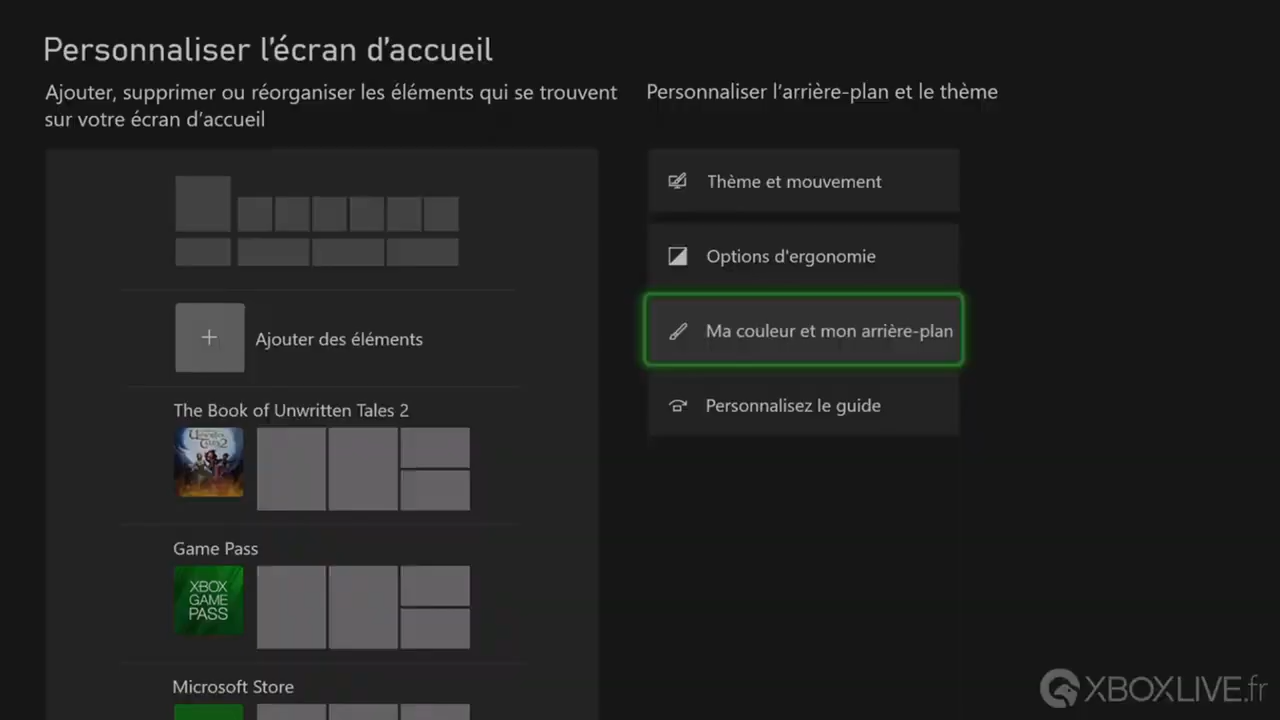 Personnaliser l'écran d'accueil
Ajouter, supprimer ou réorganiser les éléments qui se trouvent
sur votre écran d'accueil
Personnaliser l'arrière-plan et le thème
Thème et mouvement
Options d'ergonomie
Ma couleur et mon arrière-plan
Personnalisez le guide
+
Ajouter des éléments
The Book of Unwritten Tales 2
Game Pass
XBOX
GAME
PASS
Microsoft Store
XBOXLIVE.fr